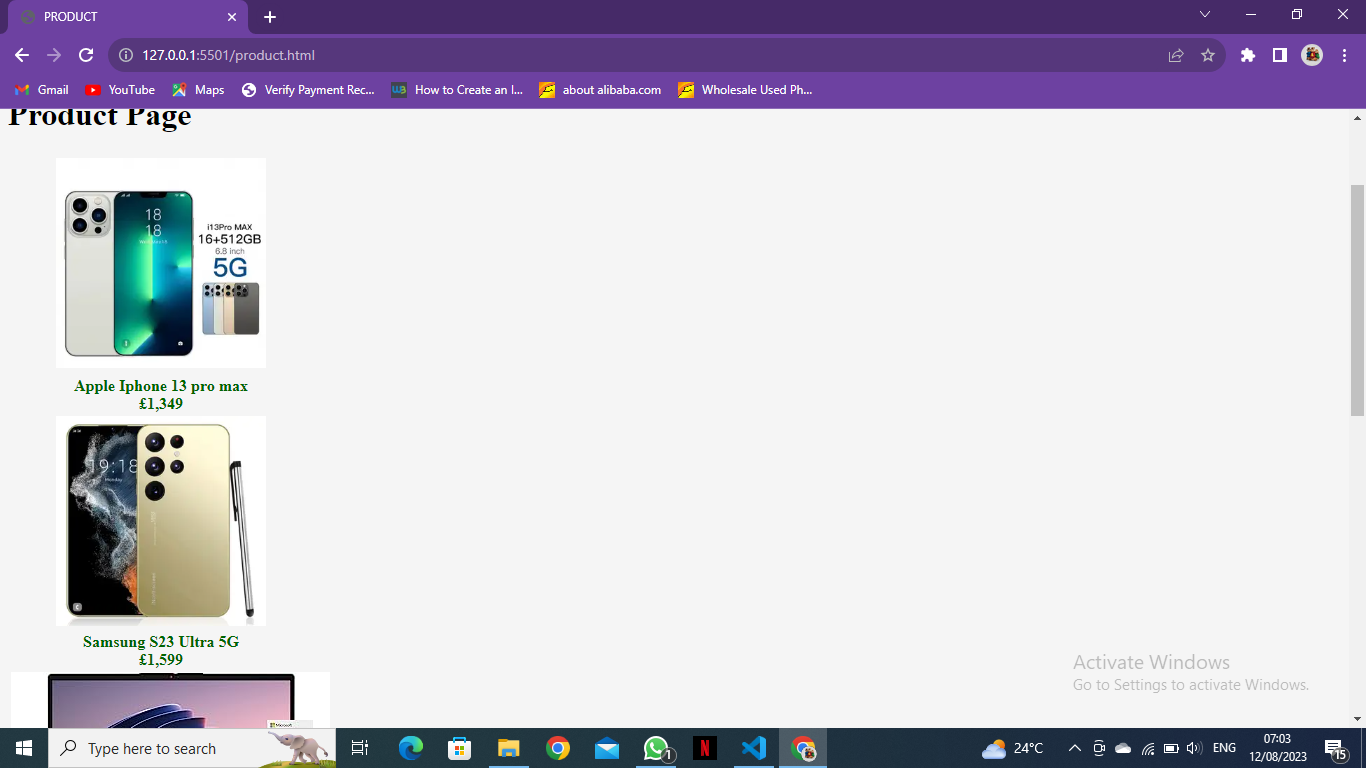 PRODUCT
127.0.0.1:5501/product.html
Gmail
YouTube
Maps
Verify Payment Rec...
How to Create an I...
about alibaba.com
Wholesale Used Ph...
Product Page
18
18
i13Pro MAX
16+512GB
6.8 inch
5G
Apple Iphone 13 pro max
£1,349
19:18
Monday
Samsung S23 Ultra 5G
£1,599
Microsoft
Activate Windows
Go to Settings to activate Windows.
Type here to search
1
24°C
ENG
07:03
12/08/2023
15